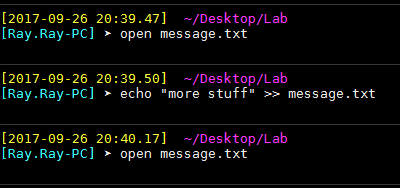 [2017-09-26 20:39.47]  ~/Desktop/Lab
[Ray.Ray-PC] ➤ open message.txt
[2017-09-26 20:39.50]  ~/Desktop/Lab
[Ray.Ray-PC] ➤ echo "more stuff" >> message.txt
[2017-09-26 20:40.17]  ~/Desktop/Lab
[Ray.Ray-PC] ➤ open message.txt